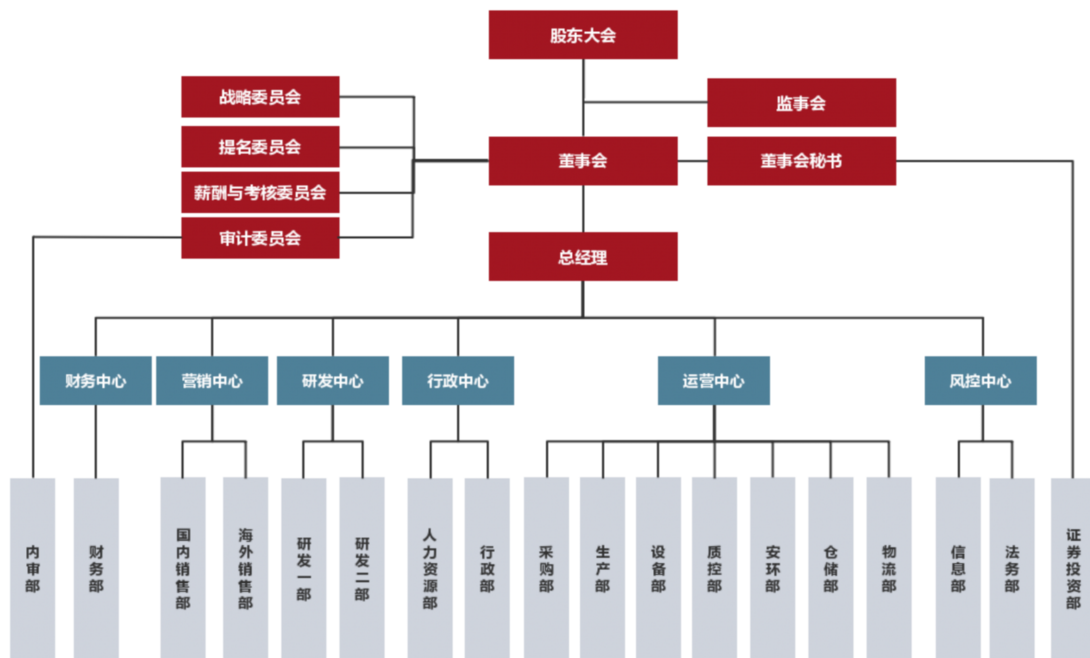 股东大会
战略委员会
监事会
提名委员会
董事会
董事会秘书
薪酬与考核委员会
审计委员会
总经理
财务中心
营销中心
研发中心
行政中心
运营中心
风控中心
内审部
财务部
国内销售部
海外销售部
研发一部
研发二部
人力资源部
行政部
采购部
生产部
设备部
质控部
安环部
仓储部
物流部
信息部
法务部
证券投资部